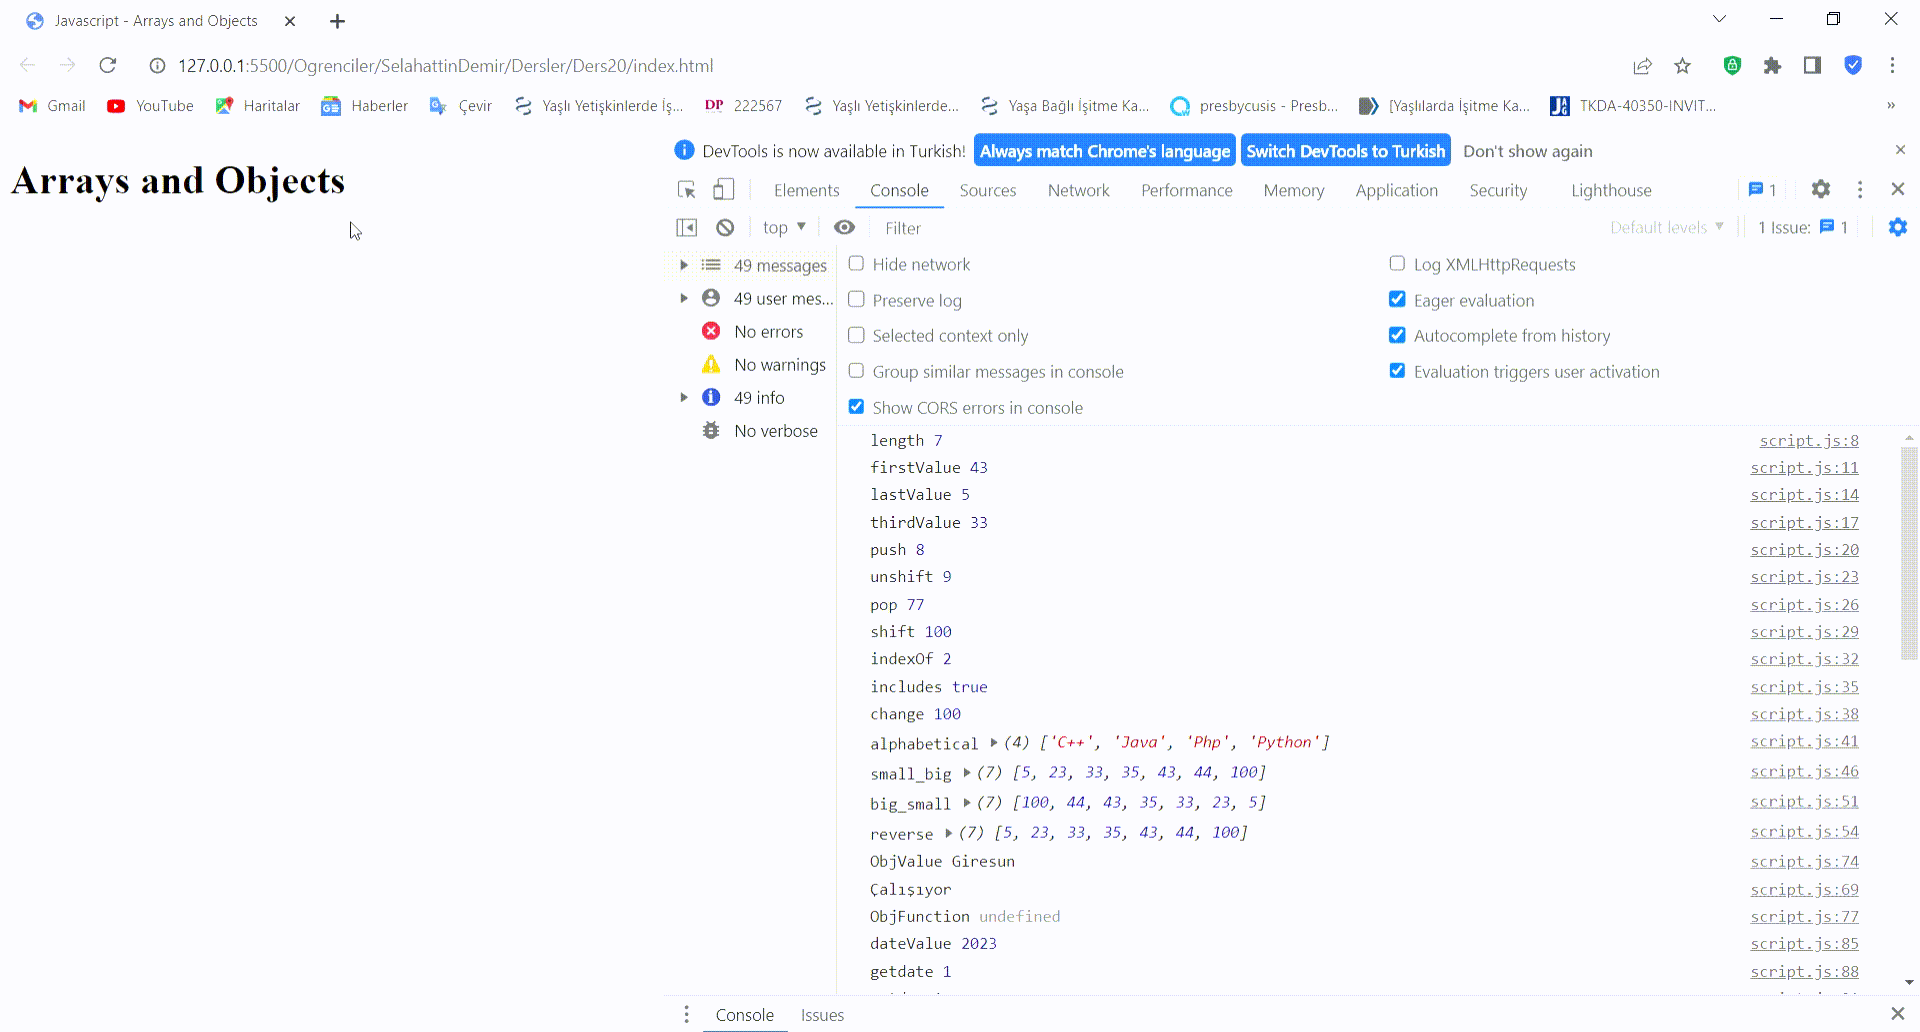 Javascript - Arrays and Objects
127.0.0.1:5500/Ogrenciler/SelahattinDemir/Dersler/Ders20/index.html
Gmail YouTube Haritalar Haberler Çevir Yaşlı Yetişkinlerde İş... DP 222567 Yaşlı Yetişkinlerde... Yaşa Bağlı İşitme Ka... presbycusis - Presb... [Yaşlılarda İşitme Ka... TKDA-40350-INVIT... »
Arrays and Objects
DevTools is now available in Turkish! Always match Chrome's language Switch DevTools to Turkish Don't show again
Elements Console Sources Network Performance Memory Application Security Lighthouse 1
top Filter Default levels 1 Issue: 1
49 messages
49 user mes...
No errors
No warnings
49 info
No verbose
Hide network Log XMLHttpRequests
Preserve log Eager evaluation
Selected context only Autocomplete from history
Group similar messages in console Evaluation triggers user activation
Show CORS errors in console
length 7 script.js:8
firstValue 43 script.js:11
lastValue 5 script.js:14
thirdValue 33 script.js:17
push 8 script.js:20
unshift 9 script.js:23
pop 77 script.js:26
shift 100 script.js:29
indexOf 2 script.js:32
includes true script.js:35
change 100 script.js:38
alphabetical (4) ['C++', 'Java', 'Php', 'Python'] script.js:41
small_big (7) [5, 23, 33, 35, 43, 44, 100] script.js:46
big_small (7) [100, 44, 43, 35, 33, 23, 5] script.js:51
reverse (7) [5, 23, 33, 35, 43, 44, 100] script.js:54
ObjValue Giresun script.js:74
Çalışıyor script.js:69
ObjFunction undefined script.js:77
dateValue 2023 script.js:85
getdate 1 script.js:88
Console Issues